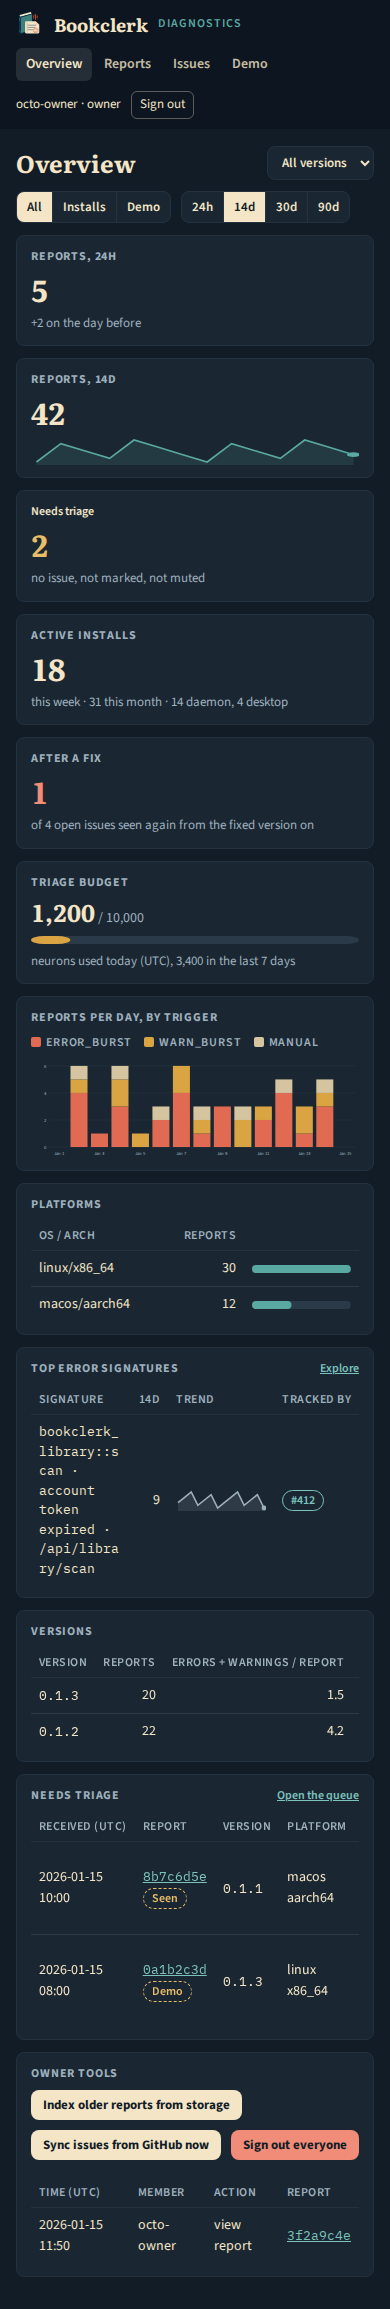 Bookclerk DIAGNOSTICS
Overview Reports Issues Demo
octo-owner · owner Sign out
Overview All versions
All Installs Demo 24h 14d 30d 90d
REPORTS, 24H
5
+2 on the day before
REPORTS, 14D
42
Needs triage
2
no issue, not marked, not muted
ACTIVE INSTALLS
18
this week · 31 this month · 14 daemon, 4 desktop
AFTER A FIX
1
of 4 open issues seen again from the fixed version on
TRIAGE BUDGET
1,200 / 10,000
neurons used today (UTC), 3,400 in the last 7 days
REPORTS PER DAY, BY TRIGGER
ERROR_BURST WARN_BURST MANUAL
PLATFORMS
OS / ARCH REPORTS
linux/x86_64 30
macos/aarch64 12
TOP ERROR SIGNATURES Explore
SIGNATURE 14D TREND TRACKED BY
bookclerk_
library::s
can ·
account
token
expired ·
/api/libra
ry/scan
9 #412
VERSIONS
VERSION REPORTS ERRORS + WARNINGS / REPORT
0.1.3 20 1.5
0.1.2 22 4.2
NEEDS TRIAGE Open the queue
RECEIVED (UTC) REPORT VERSION PLATFORM
2026-01-15 8b7c6d5e 0.1.1 macos
10:00 Seen aarch64
2026-01-15 0a1b2c3d 0.1.3 linux
08:00 Demo x86_64
OWNER TOOLS
Index older reports from storage
Sync issues from GitHub now Sign out everyone
TIME (UTC) MEMBER ACTION REPORT
2026-01-15 octo- view 3f2a9c4e
11:50 owner report